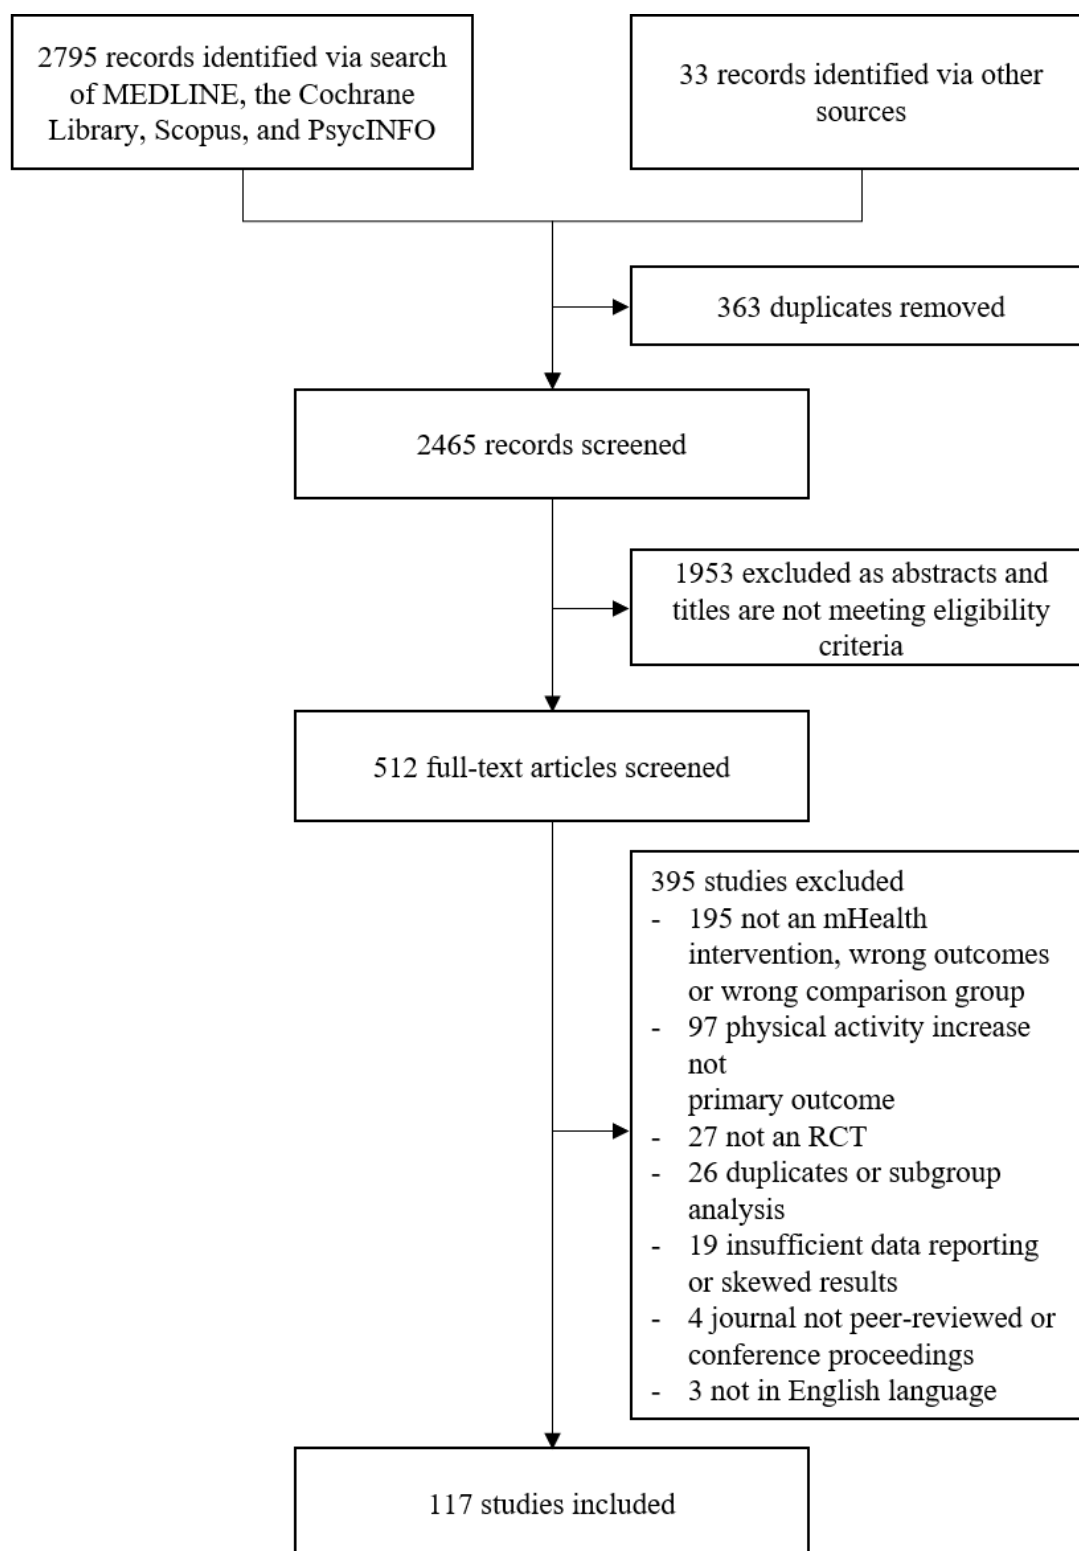 2795 records identified via search
of MEDLINE, the Cochrane
Library, Scopus, and PsycINFO
33 records identified via other
sources
363 duplicates removed
2465 records screened
1953 excluded as abstracts and
titles are not meeting eligibility
criteria
512 full-text articles screened
395 studies excluded
- 195 not an mHealth
intervention, wrong outcomes
or wrong comparison group
- 97 physical activity increase
not
primary outcome
- 27 not an RCT
- 26 duplicates or subgroup
analysis
- 19 insufficient data reporting
or skewed results
- 4 journal not peer-reviewed or
conference proceedings
- 3 not in English language
117 studies included